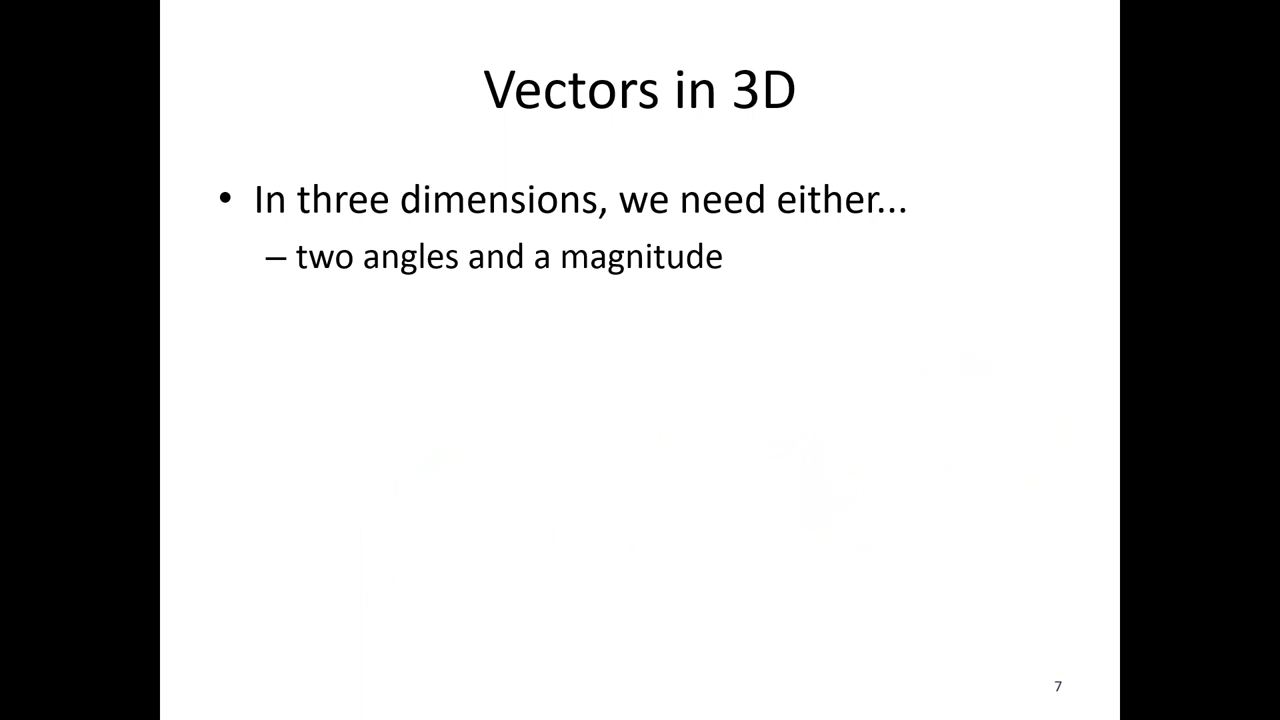 Vectors in 3D
• In three dimensions, we need either...
– two angles and a magnitude
7